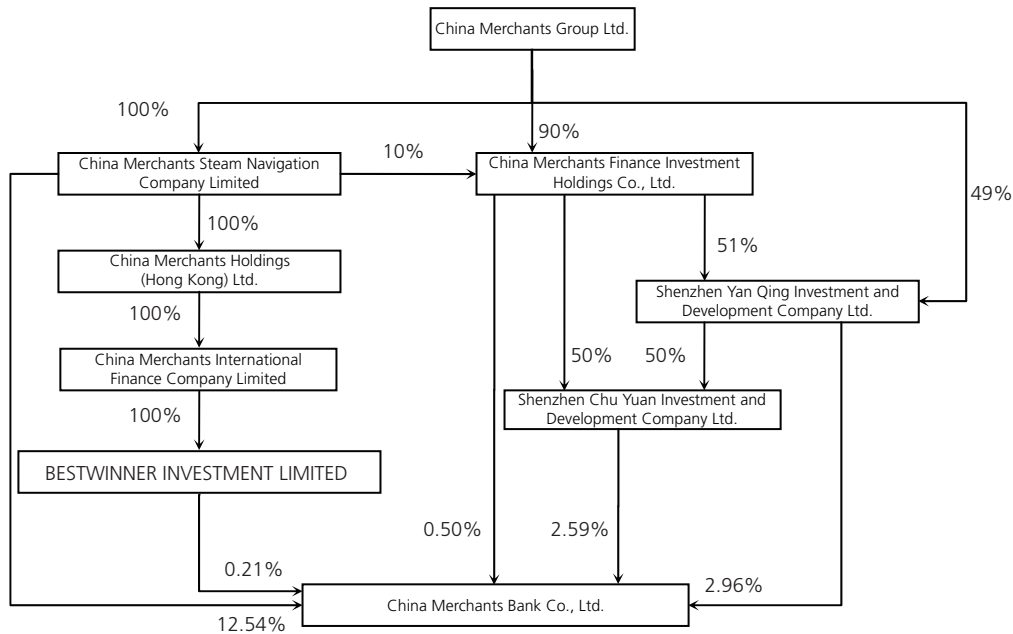 China Merchants Group Ltd.
100%
90%
10%
China Merchants Steam Navigation
Company Limited
China Merchants Finance Investment
Holdings Co., Ltd.
49%
100%
51%
China Merchants Holdings
(Hong Kong) Ltd.
Shenzhen Yan Qing Investment and
Development Company Ltd.
100%
50%
50%
China Merchants International
Finance Company Limited
Shenzhen Chu Yuan Investment and
Development Company Ltd.
100%
BESTWINNER INVESTMENT LIMITED
0.50%
2.59%
0.21%
2.96%
China Merchants Bank Co., Ltd.
12.54%